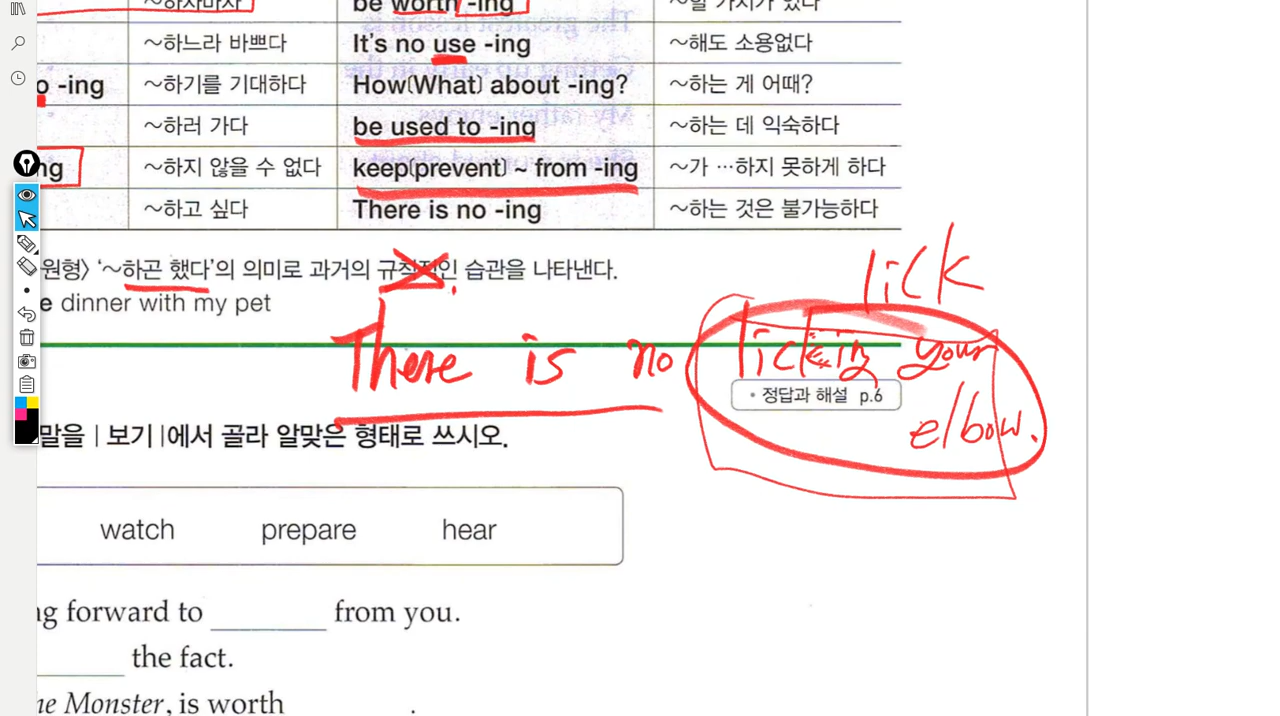 ~하자마자 be worth -ing ~할 가치가 있다
~하느라 바쁘다 It's no use -ing ~해도 소용없다
o -ing ~하기를 기대하다 How(What) about -ing? ~하는 게 어때?
~하러 가다 be used to -ing ~하는 데 익숙하다
ng ~하지 않을 수 없다 keep(prevent) ~ from -ing ~가 …하지 못하게 하다
~하고 싶다 There is no -ing ~하는 것은 불가능하다
원형> '~하곤 했다'의 의미로 과거의 규칙적인 습관을 나타낸다.
lick
e dinner with my pet
There is no licking your
elbow.
• 정답과 해설 p.6
말을 | 보기 |에서 골라 알맞은 형태로 쓰시오.
watch prepare hear
ng forward to ________ from you.
________ the fact.
he Monster, is worth ________.